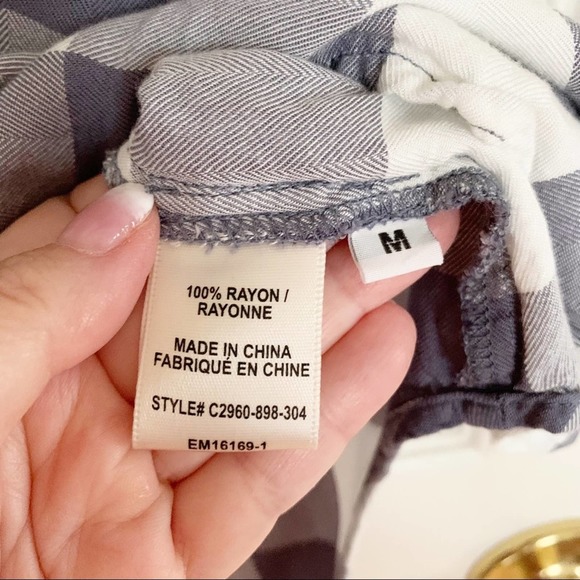 M
100% RAYON /
RAYONNE
MADE IN CHINA
FABRIQUÉ EN CHINE
STYLE# C2960-898-304
EM16169-1